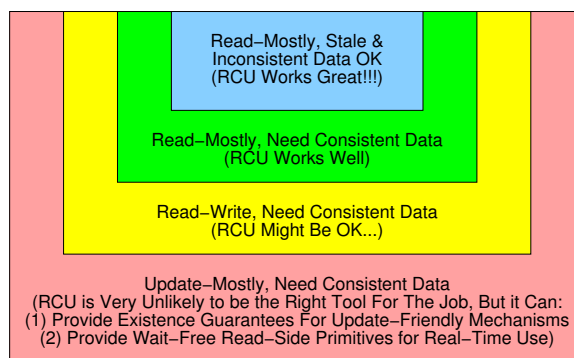 Read−Mostly, Stale &
Inconsistent Data OK
(RCU Works Great!!!)
Read−Mostly, Need Consistent Data
(RCU Works Well)
Read−Write, Need Consistent Data
(RCU Might Be OK...)
Update−Mostly, Need Consistent Data
(RCU is Very Unlikely to be the Right Tool For The Job, But it Can:
(1) Provide Existence Guarantees For Update−Friendly Mechanisms
(2) Provide Wait−Free Read−Side Primitives for Real−Time Use)